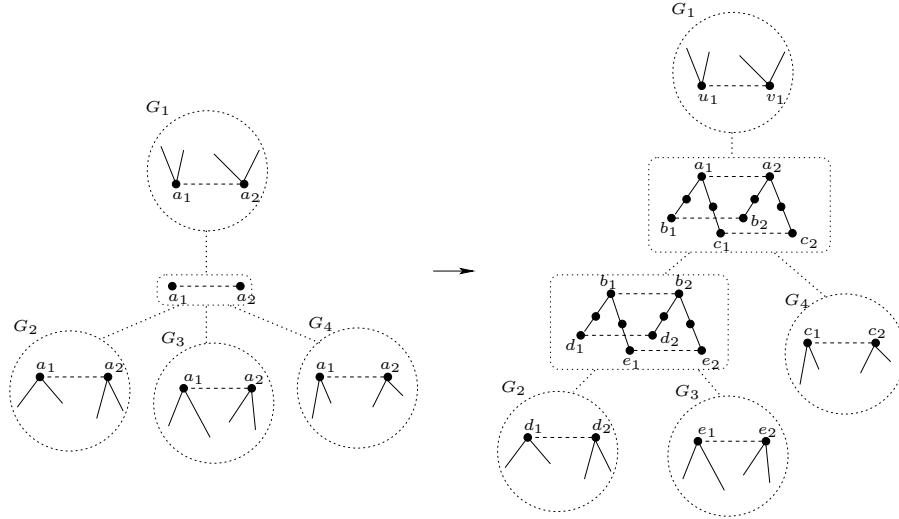 G1
a1 a2
a1 a2
G2
a1 a2
G3
a1 a2
G4
a1 a2
G1
u1 v1
a1 a2
b1 b2
c1 c2
b1 b2
d1 d2
e1 e2
G4
c1 c2
G2
d1 d2
G3
e1 e2